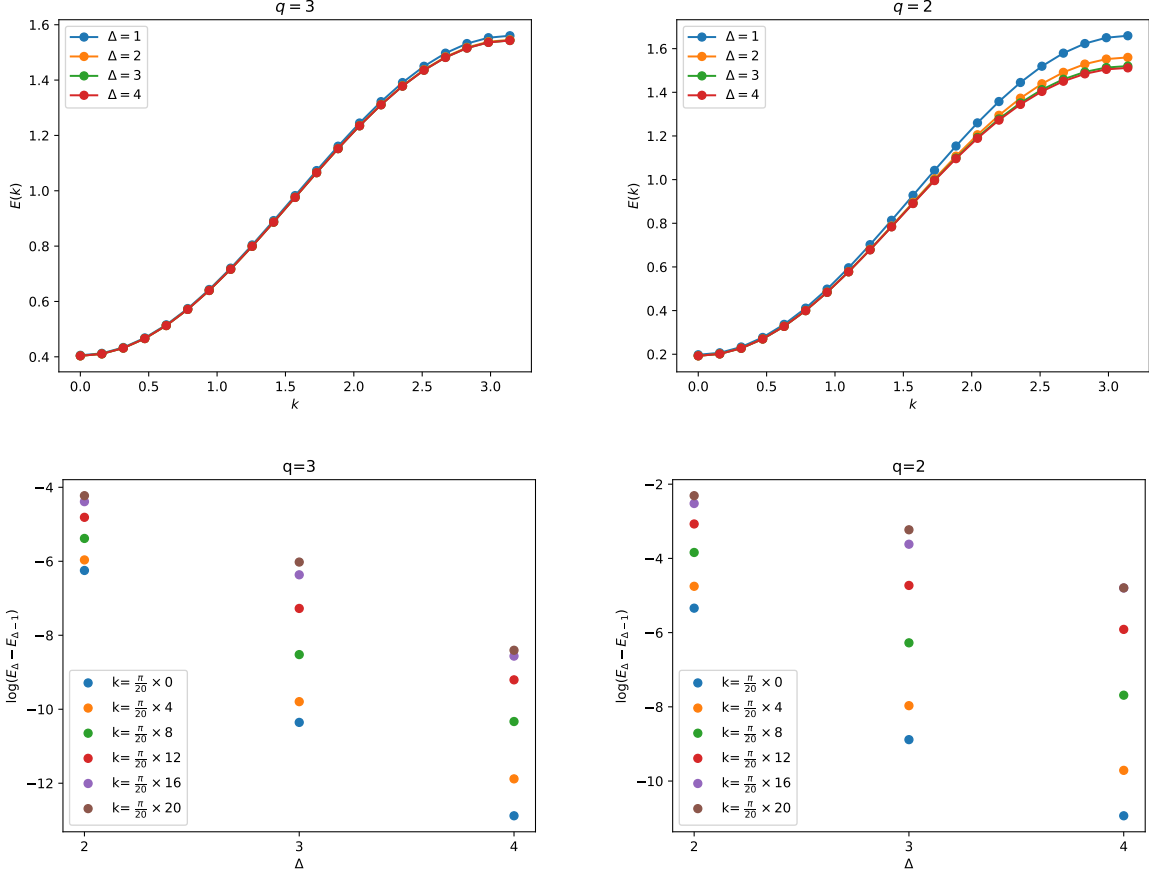 q = 3
Δ = 1
Δ = 2
Δ = 3
Δ = 4
1.6
1.4
1.2
1.0
0.8
0.6
0.4
E(k)
0.0 0.5 1.0 1.5 2.0 2.5 3.0
k
q = 2
Δ = 1
Δ = 2
Δ = 3
Δ = 4
1.6
1.4
1.2
1.0
0.8
0.6
0.4
0.2
E(k)
0.0 0.5 1.0 1.5 2.0 2.5 3.0
k
q=3
−4
−6
−8
−10
−12
log(E_Δ − E_{Δ−1})
k= π/20 × 0
k= π/20 × 4
k= π/20 × 8
k= π/20 × 12
k= π/20 × 16
k= π/20 × 20
2 3 4
Δ
q=2
−2
−4
−6
−8
−10
log(E_Δ − E_{Δ−1})
k= π/20 × 0
k= π/20 × 4
k= π/20 × 8
k= π/20 × 12
k= π/20 × 16
k= π/20 × 20
2 3 4
Δ